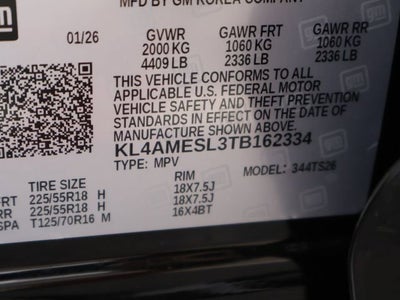 MFD BY GM KOREA COMPANY
01/26 GVWR GAWR FRT GAWR RR
2000 KG 1060 KG 1060 KG
4409 LB 2336 LB 2336 LB
THIS VEHICLE CONFORMS TO ALL
APPLICABLE U.S. FEDERAL MOTOR
VEHICLE SAFETY AND THEFT PREVENTION
STANDARDS IN EFFECT ON THE DATE OF
MANUFACTURE SHOWN ABOVE.
KL4AMESL3TB162334
TYPE: MPV MODEL: 344TS26
TIRE SIZE RIM
FRT 225/55R18 H 18X7.5J
RR 225/55R18 H 18X7.5J
SPA T125/70R16 M 16X4BT